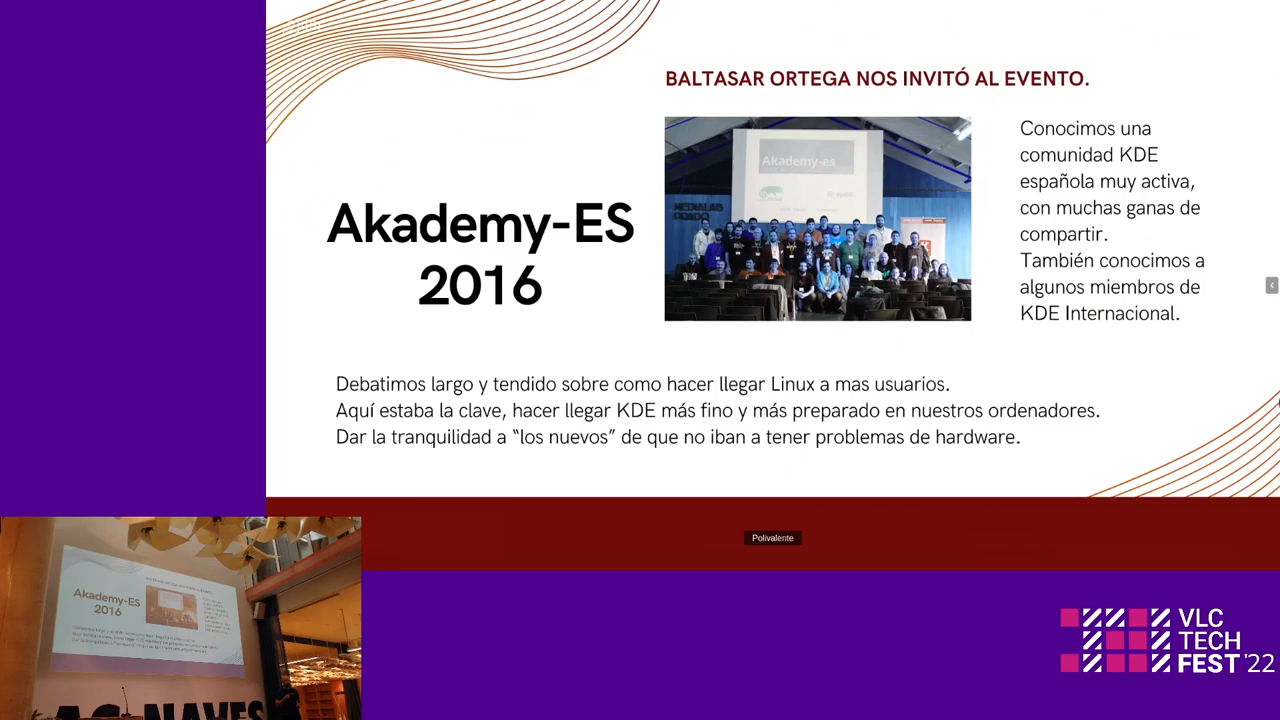 BALTASAR ORTEGA NOS INVITÓ AL EVENTO.
Akademy-es
MEDIALAB
PRADO
Conocimos una
comunidad KDE
española muy activa,
con muchas ganas de
compartir.
También conocimos a
algunos miembros de
KDE Internacional.
Akademy-ES
2016
Debatimos largo y tendido sobre como hacer llegar Linux a mas usuarios.
Aquí estaba la clave, hacer llegar KDE más fino y más preparado en nuestros ordenadores.
Dar la tranquilidad a “los nuevos” de que no iban a tener problemas de hardware.
Polivalente
Akademy-ES
2016
NAVES
VLC
TECH
FEST '22